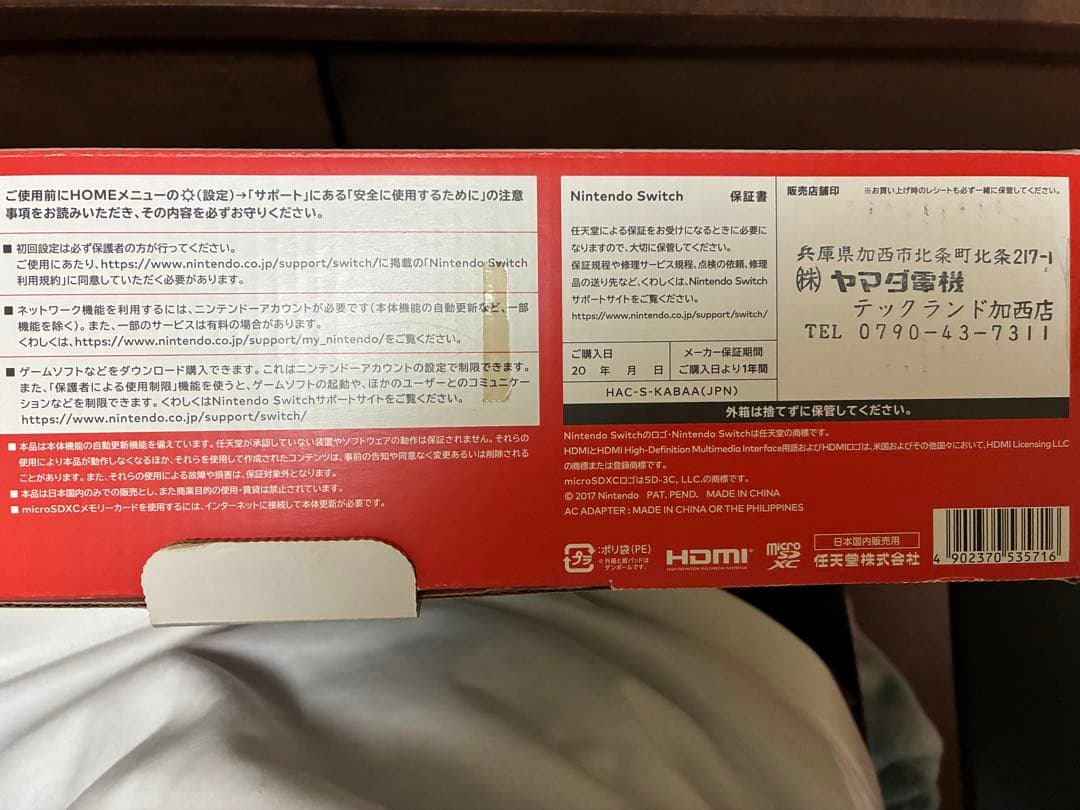 ご使用前にHOMEメニューの(設定)→「サポート」にある「安全に使用するために」の注意
事項をお読みいただき、その内容を必ずお守りください。
■ 初回設定は必ず保護者の方が行ってください。
ご使用にあたり、https://www.nintendo.co.jp/support/switch/に掲載の「Nintendo Switch
利用規約」に同意していただく必要があります。
■ ネットワーク機能を利用するには、ニンテンドーアカウントが必要です(本体機能の自動更新など、一部
機能を除く)。また、一部のサービスは有料の場合があります。
くわしくは、https://www.nintendo.co.jp/support/my_nintendo/をご覧ください。
■ ゲームソフトなどをダウンロード購入できます。これはニンテンドーアカウントの設定で制限できます。
また、「保護者による使用制限」機能を使うと、ゲームソフトの起動や、ほかのユーザーとのコミュニケー
ションなどを制限できます。くわしくはNintendo Switchサポートサイトをご覧ください。
https://www.nintendo.co.jp/support/switch/
■ 本品は本体機能の自動更新機能を備えています。任天堂が承認していない装置やソフトウェアの動作は保証されません。それらの
使用により本品が動作しなくなるほか、それらを使用して作成されたコンテンツは、事前の告知や同意なく変更あるいは削除される
ことがあります。また、それらの使用による故障や損害は、保証対象外となります。
■ 本品は日本国内のみでの販売とし、また商業目的の使用・賃貸は禁止されています。
■ microSDXCメモリーカードを使用するには、インターネットに接続して本体更新が必要です。
Nintendo Switch 保証書
任天堂による保証をお受けになるときに必要に
なりますので、大切に保管してください。
保証規程や修理サービス規程、点検の依頼、修理
品の送り先など、くわしくは、Nintendo Switch
サポートサイトをご覧ください。
https://www.nintendo.co.jp/support/switch/
ご購入日 メーカー保証期間
20 年 月 日 ご購入日より1年間
HAC-S-KABAA(JPN)
販売店舗印 ※お買い上げ時のレシートも必ず一緒に保管してください。
兵庫県加西市北条町北条217-1
㈱ ヤマダ電機
テックランド加西店
TEL 0790-43-7311
外箱は捨てずに保管してください。
Nintendo Switchのロゴ・Nintendo Switchは任天堂の商標です。
HDMIとHDMI High-Definition Multimedia Interface用語およびHDMIロゴは、米国およびその他国々において、HDMI Licensing LLC
の商標または登録商標です。
microSDXCロゴはSD-3C, LLC.の商標です。
© 2017 Nintendo PAT. PEND. MADE IN CHINA
AC ADAPTER : MADE IN CHINA OR THE PHILIPPINES
プラ :ポリ袋(PE)
※外箱と紙パッドは
ダンボールです。
HDMI
HIGH-DEFINITION MULTIMEDIA INTERFACE
micro SD XC
日本国内販売用
任天堂株式会社
4 902370 535716